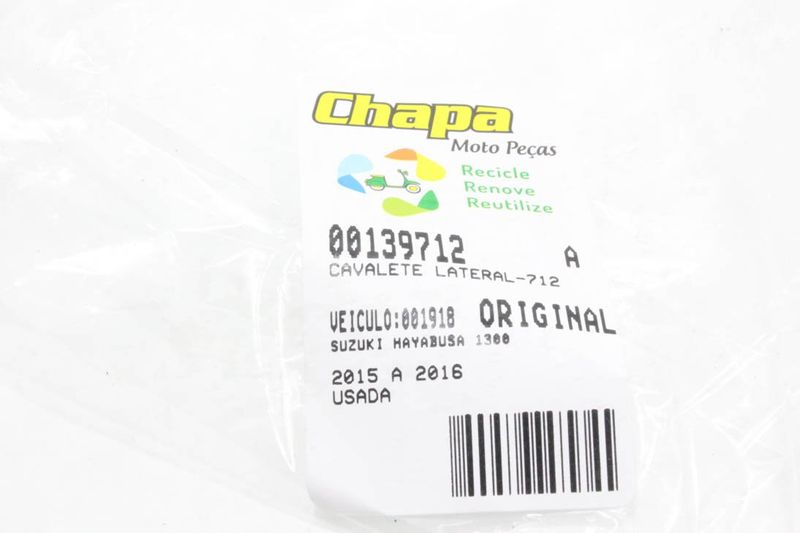 Chapa
Moto Peças
Recicle
Renove
Reutilize
00139712 A
CAVALETE LATERAL-712
VEICULO:001918 ORIGINAL
SUZUKI HAYABUSA 1300
2015 A 2016
USADA